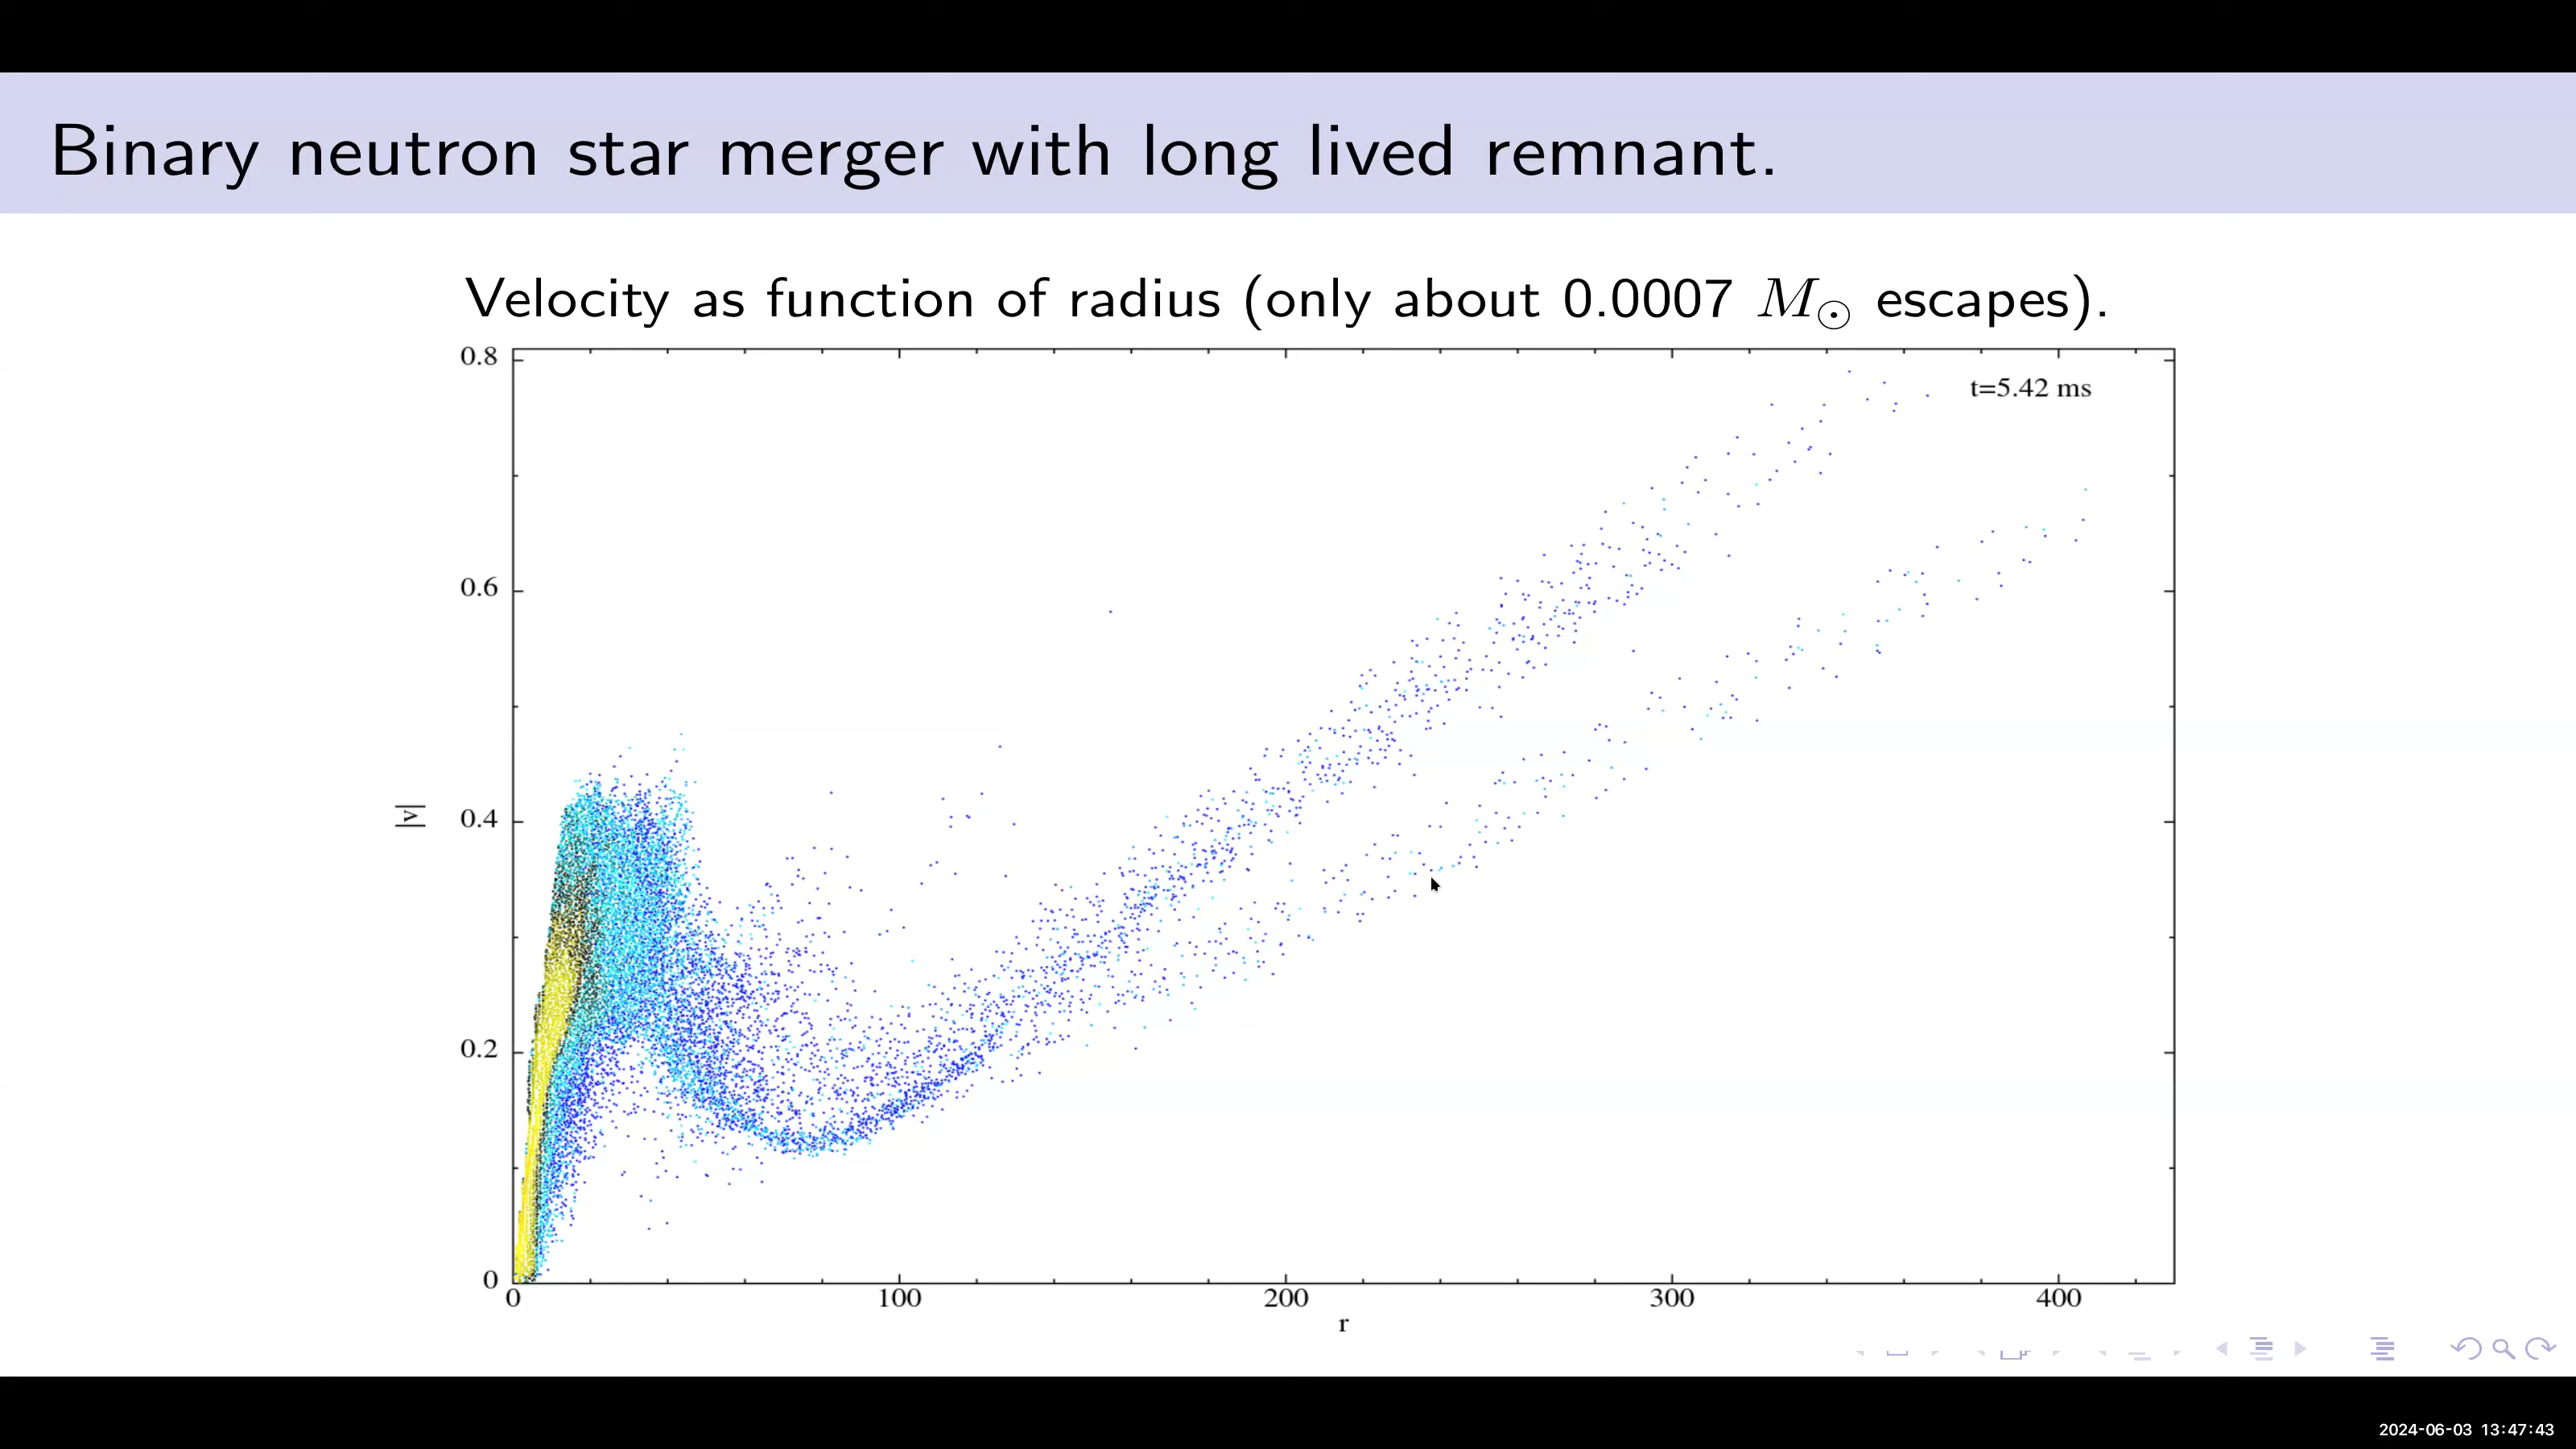 Binary neutron star merger with long lived remnant.
Velocity as function of radius (only about 0.0007 M⊙ escapes).
0.8
t=5.42 ms
0.6
|v|
0.4
0.2
0
0 100 200 300 400
r
2024-06-03 13:47:43